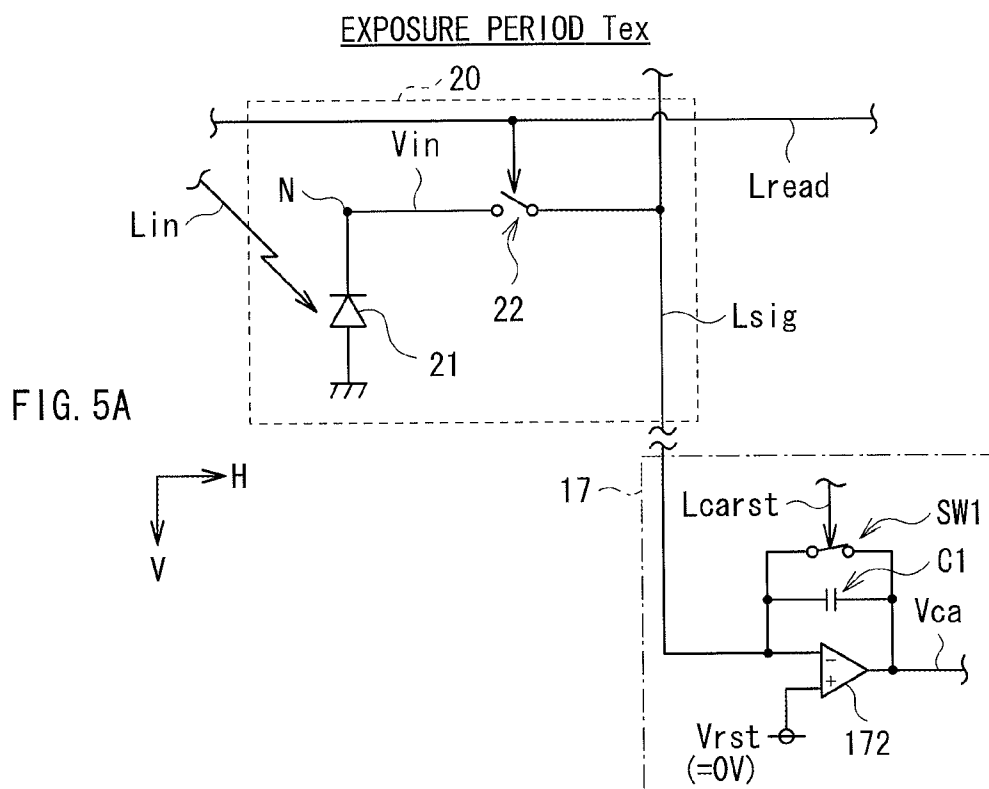 EXPOSURE PERIOD Tex
20
Vin
Lread
N
Lin
22
Lsig
21
FIG. 5A
H
V
17
Lcarst
SW1
C1
Vca
−
+
172
Vrst
(=0V)